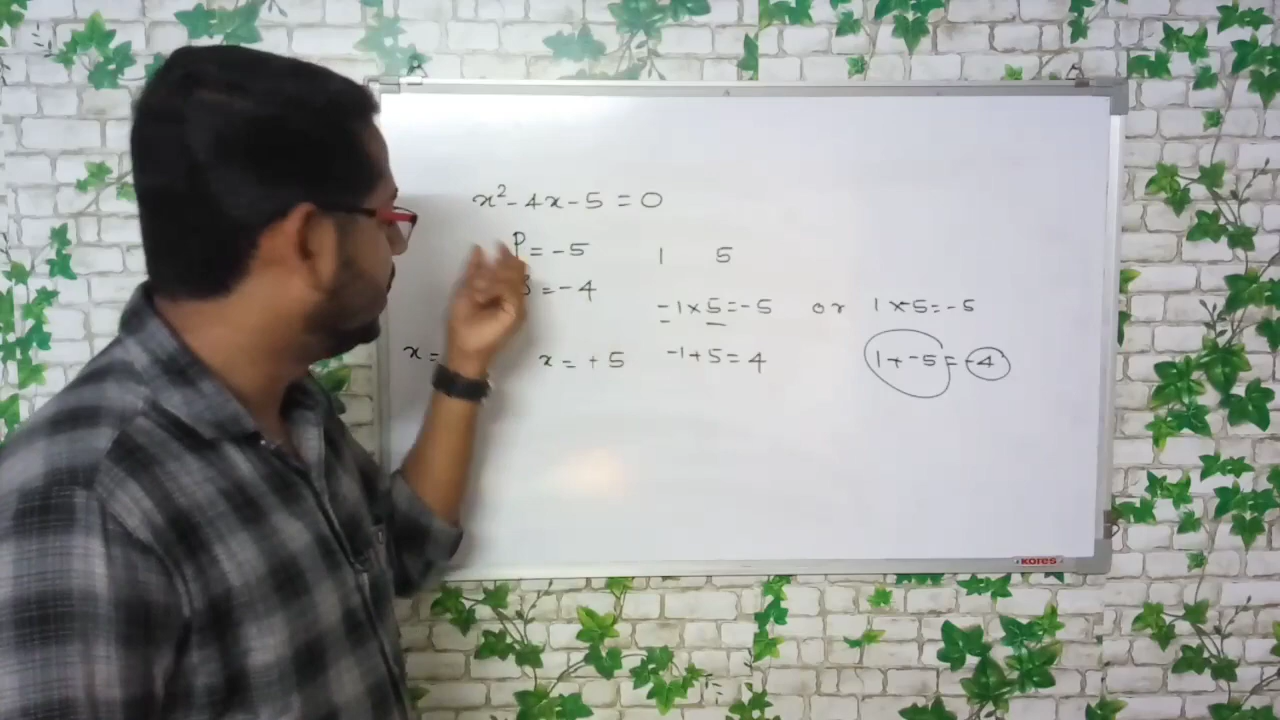 x² - 4x - 5 = 0
P = -5 1 5
= -4
-1 x 5 = -5 or 1 x -5 = -5
x = x = +5 -1 + 5 = 4 1 + -5 = -4
KORES